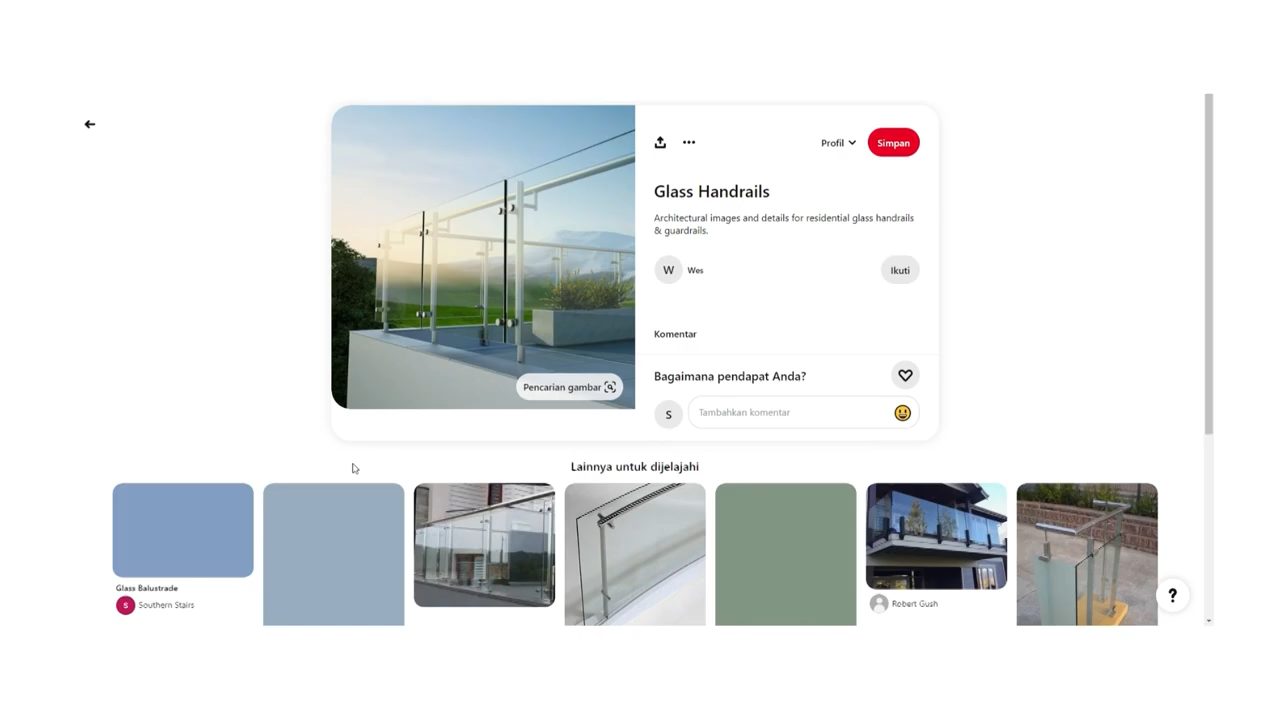 Profil
Simpan
Glass Handrails
Architectural images and details for residential glass handrails
& guardrails.
W
Wes
Ikuti
Komentar
Pencarian gambar
Bagaimana pendapat Anda?
S
Tambahkan komentar
Lainnya untuk dijelajahi
Glass Balustrade
S
Southern Stairs
Robert Gush
?